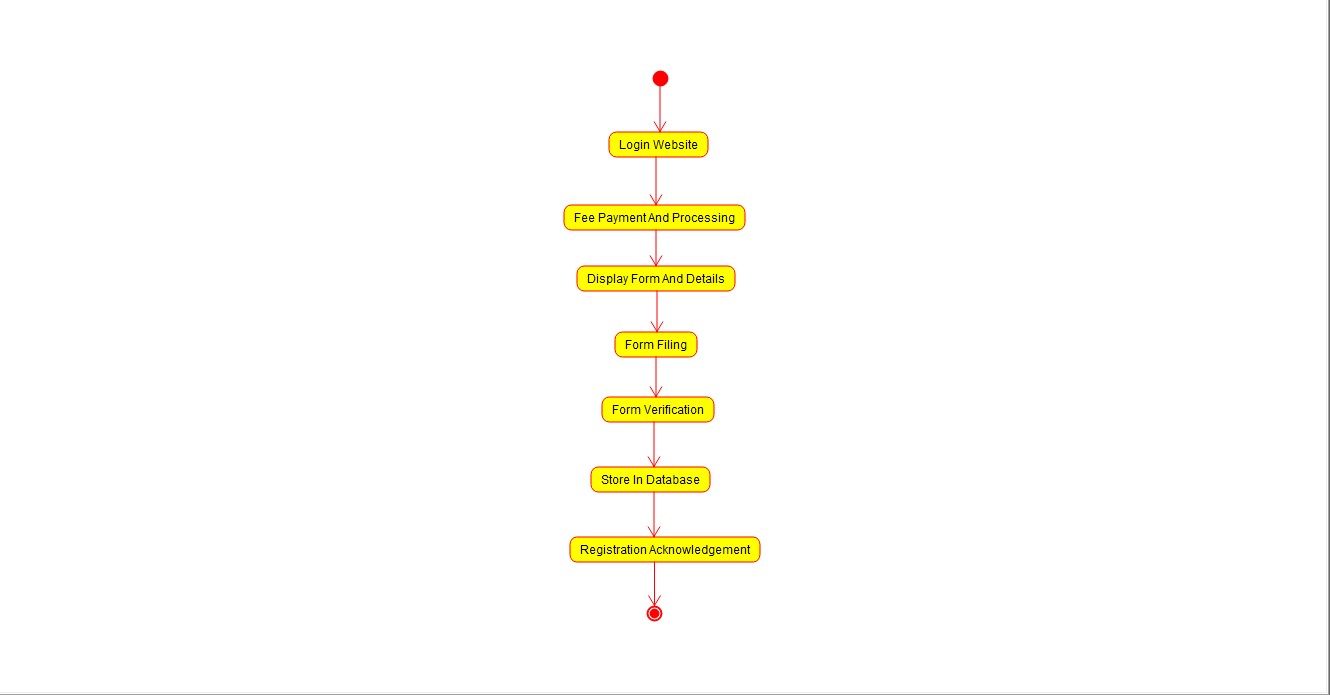 Login Website
Fee Payment And Processing
Display Form And Details
Form Filing
Form Verification
Store In Database
Registration Acknowledgement